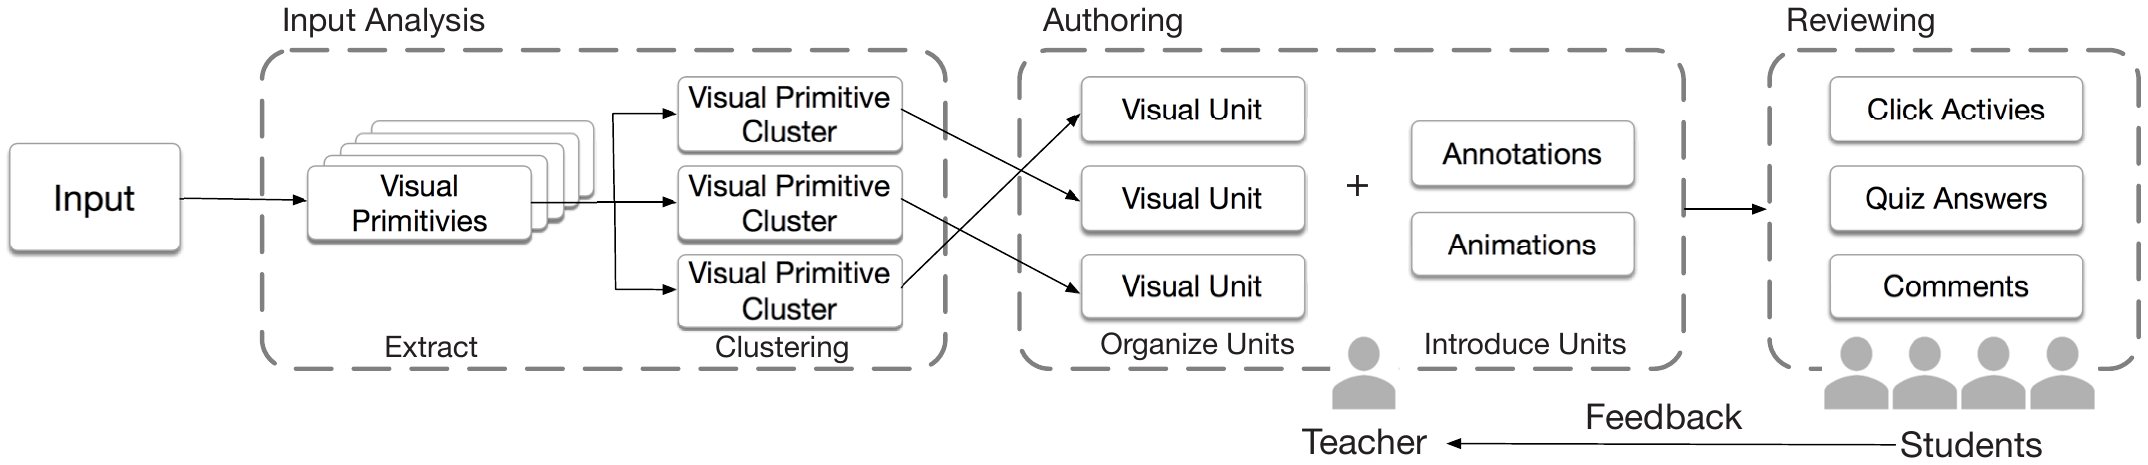 Input Analysis
Authoring
Reviewing
Input
Visual
Primitivies
Extract
Visual Primitive
Cluster
Visual Primitive
Cluster
Visual Primitive
Cluster
Clustering
Visual Unit
Visual Unit
Visual Unit
Organize Units
+
Annotations
Animations
Introduce Units
Click Activies
Quiz Answers
Comments
Teacher
Feedback
Students